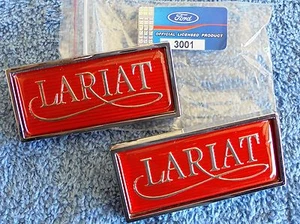 Ford
OFFICIAL LICENSED PRODUCT
3001
LARIAT
LARIAT